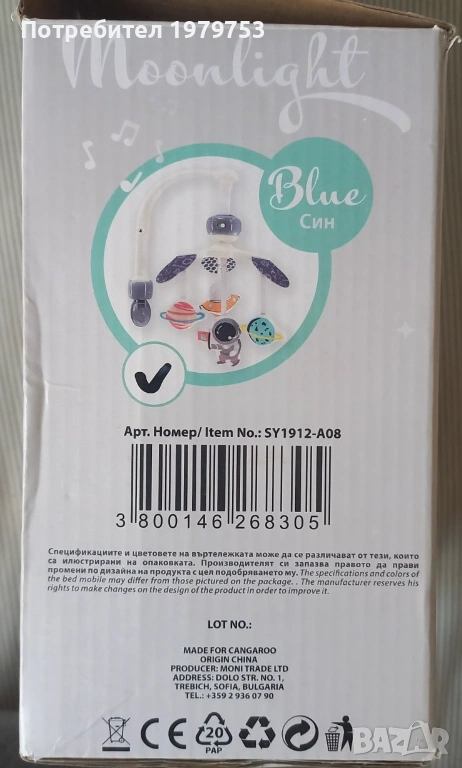 Потребител 1979753
Moonlight
Blue
Син
Арт. Номер/ Item No.: SY1912-A08
3 800146 268305
Спецификациите и цветовете на въртележката може да се различават от тези, които
са илюстрирани на опаковката. Производителят си запазва правото да прави
промени по дизайна на продукта с цел подобряването му. The specifications and colors of
the bed mobile may differ from those pictured on the package. . The manufacturer reserves his
rights to make changes on the design of the product in order to improve it.
LOT NO.:
MADE FOR CANGAROO
ORIGIN CHINA
PRODUCER: MONI TRADE LTD
ADDRESS: DOLO STR. NO. 1,
TREBICH, SOFIA, BULGARIA
TEL.: +359 2 936 07 90
CE
20
PAP
BAZAR